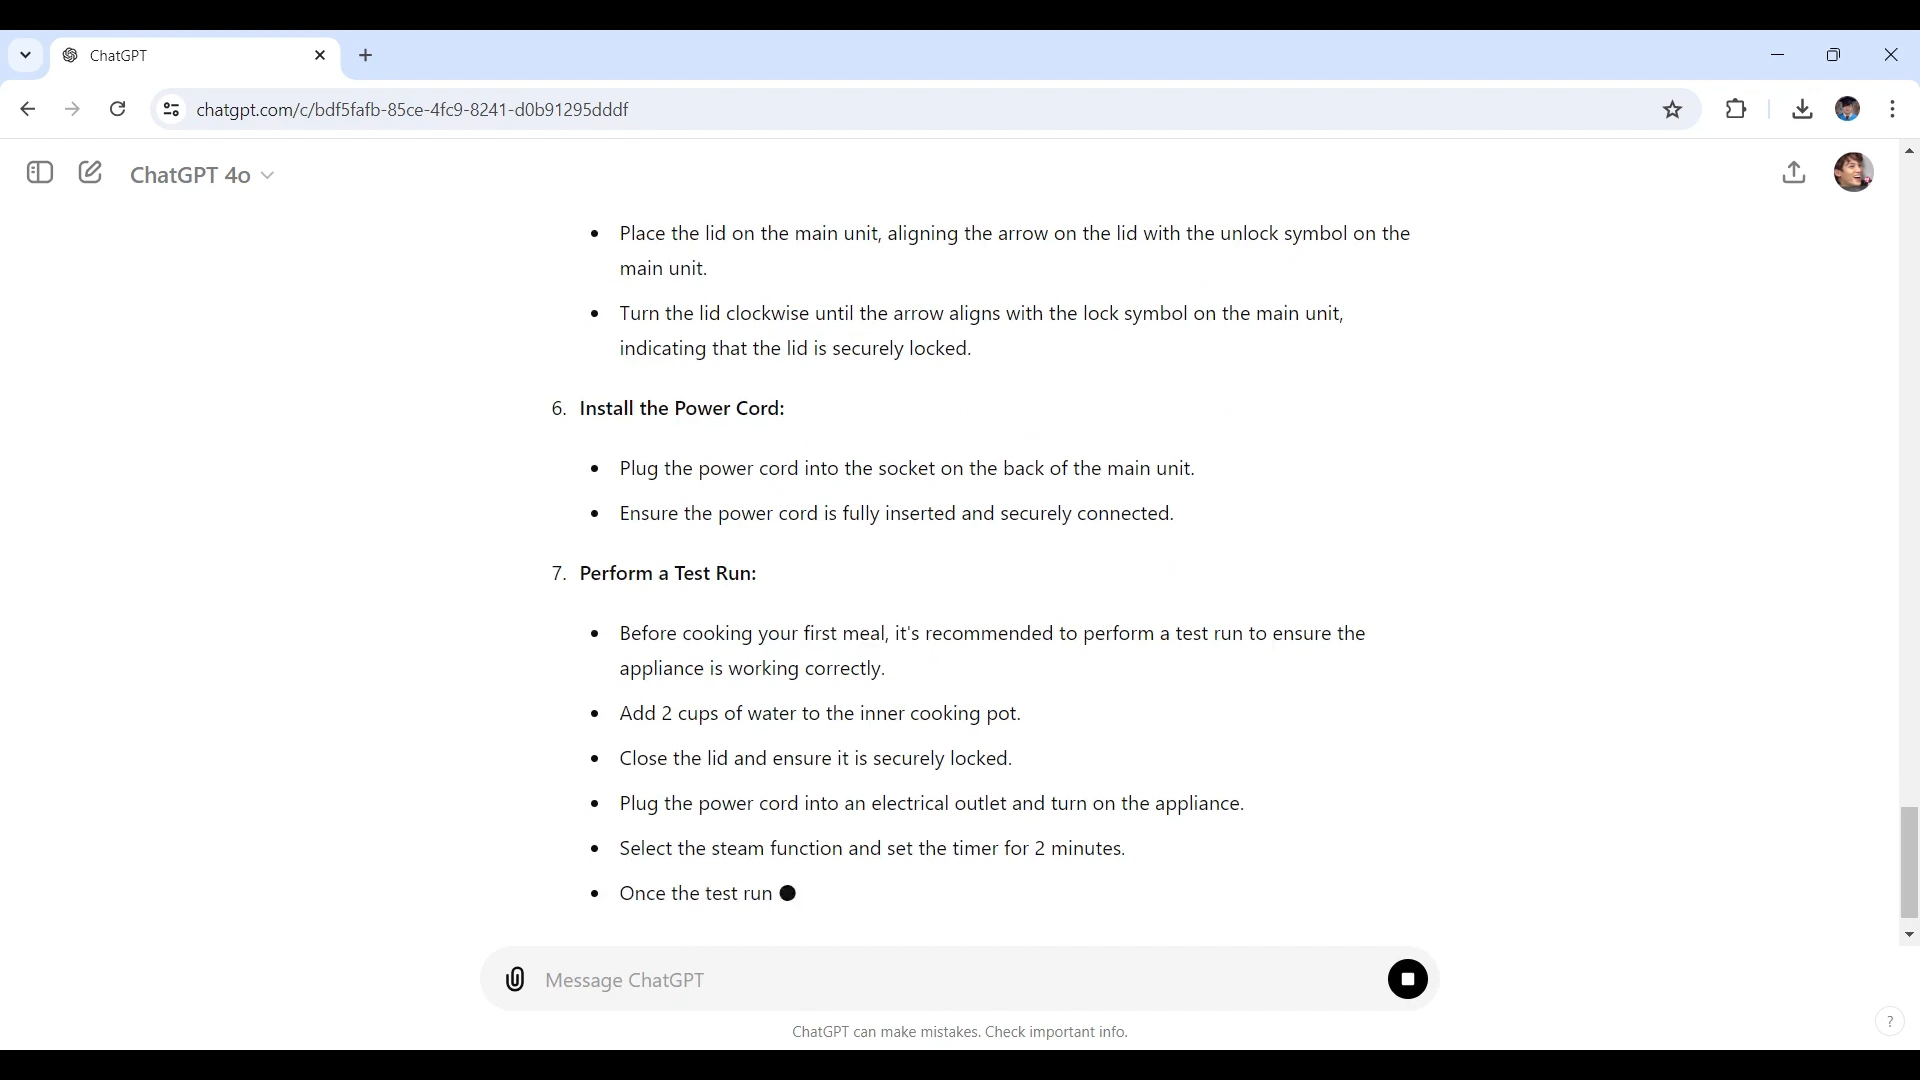 ChatGPT
chatgpt.com/c/bdf5fafb-85ce-4fc9-8241-d0b91295dddf
ChatGPT 4o
• Place the lid on the main unit, aligning the arrow on the lid with the unlock symbol on the
main unit.
• Turn the lid clockwise until the arrow aligns with the lock symbol on the main unit,
indicating that the lid is securely locked.
6. Install the Power Cord:
• Plug the power cord into the socket on the back of the main unit.
• Ensure the power cord is fully inserted and securely connected.
7. Perform a Test Run:
• Before cooking your first meal, it's recommended to perform a test run to ensure the
appliance is working correctly.
• Add 2 cups of water to the inner cooking pot.
• Close the lid and ensure it is securely locked.
• Plug the power cord into an electrical outlet and turn on the appliance.
• Select the steam function and set the timer for 2 minutes.
• Once the test run
Message ChatGPT
ChatGPT can make mistakes. Check important info.
?